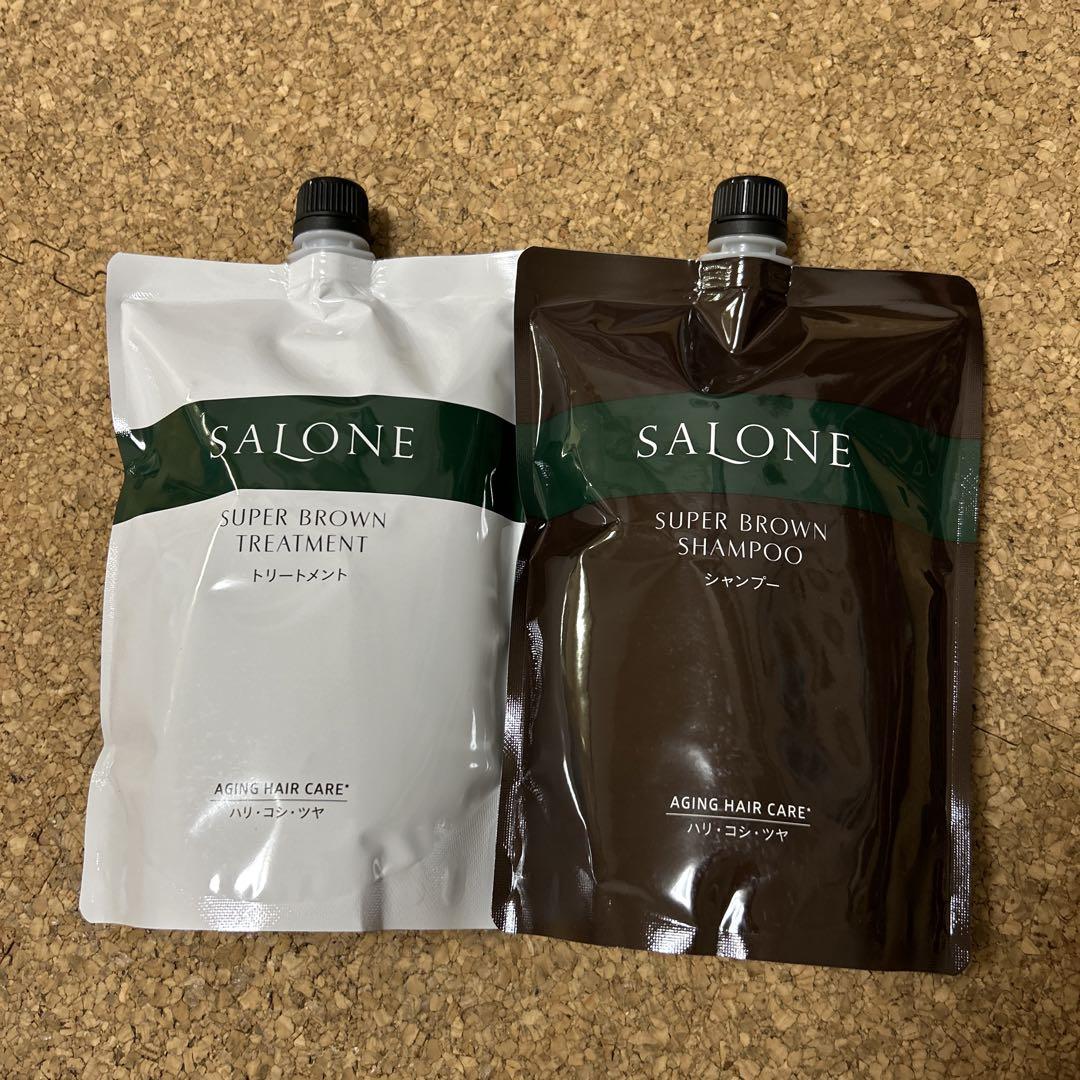 SALONE
SUPER BROWN
TREATMENT
トリートメント
AGING HAIR CARE*
ハリ・コシ・ツヤ
SALONE
SUPER BROWN
SHAMPOO
シャンプー
AGING HAIR CARE*
ハリ・コシ・ツヤ